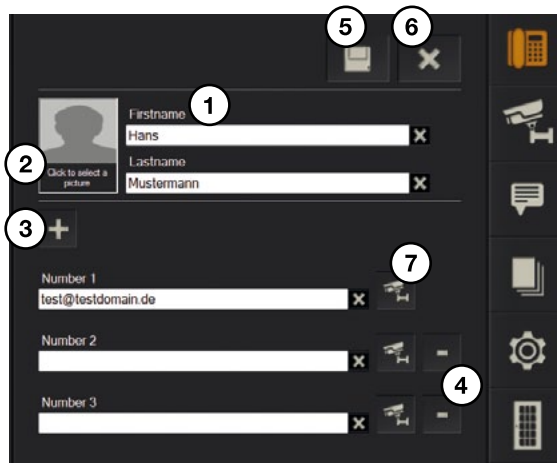 5
6
1
Firstname
Hans
2
Click to select a
picture
Lastname
Mustermann
3
7
Number 1
test@testdomain.de
Number 2
4
Number 3